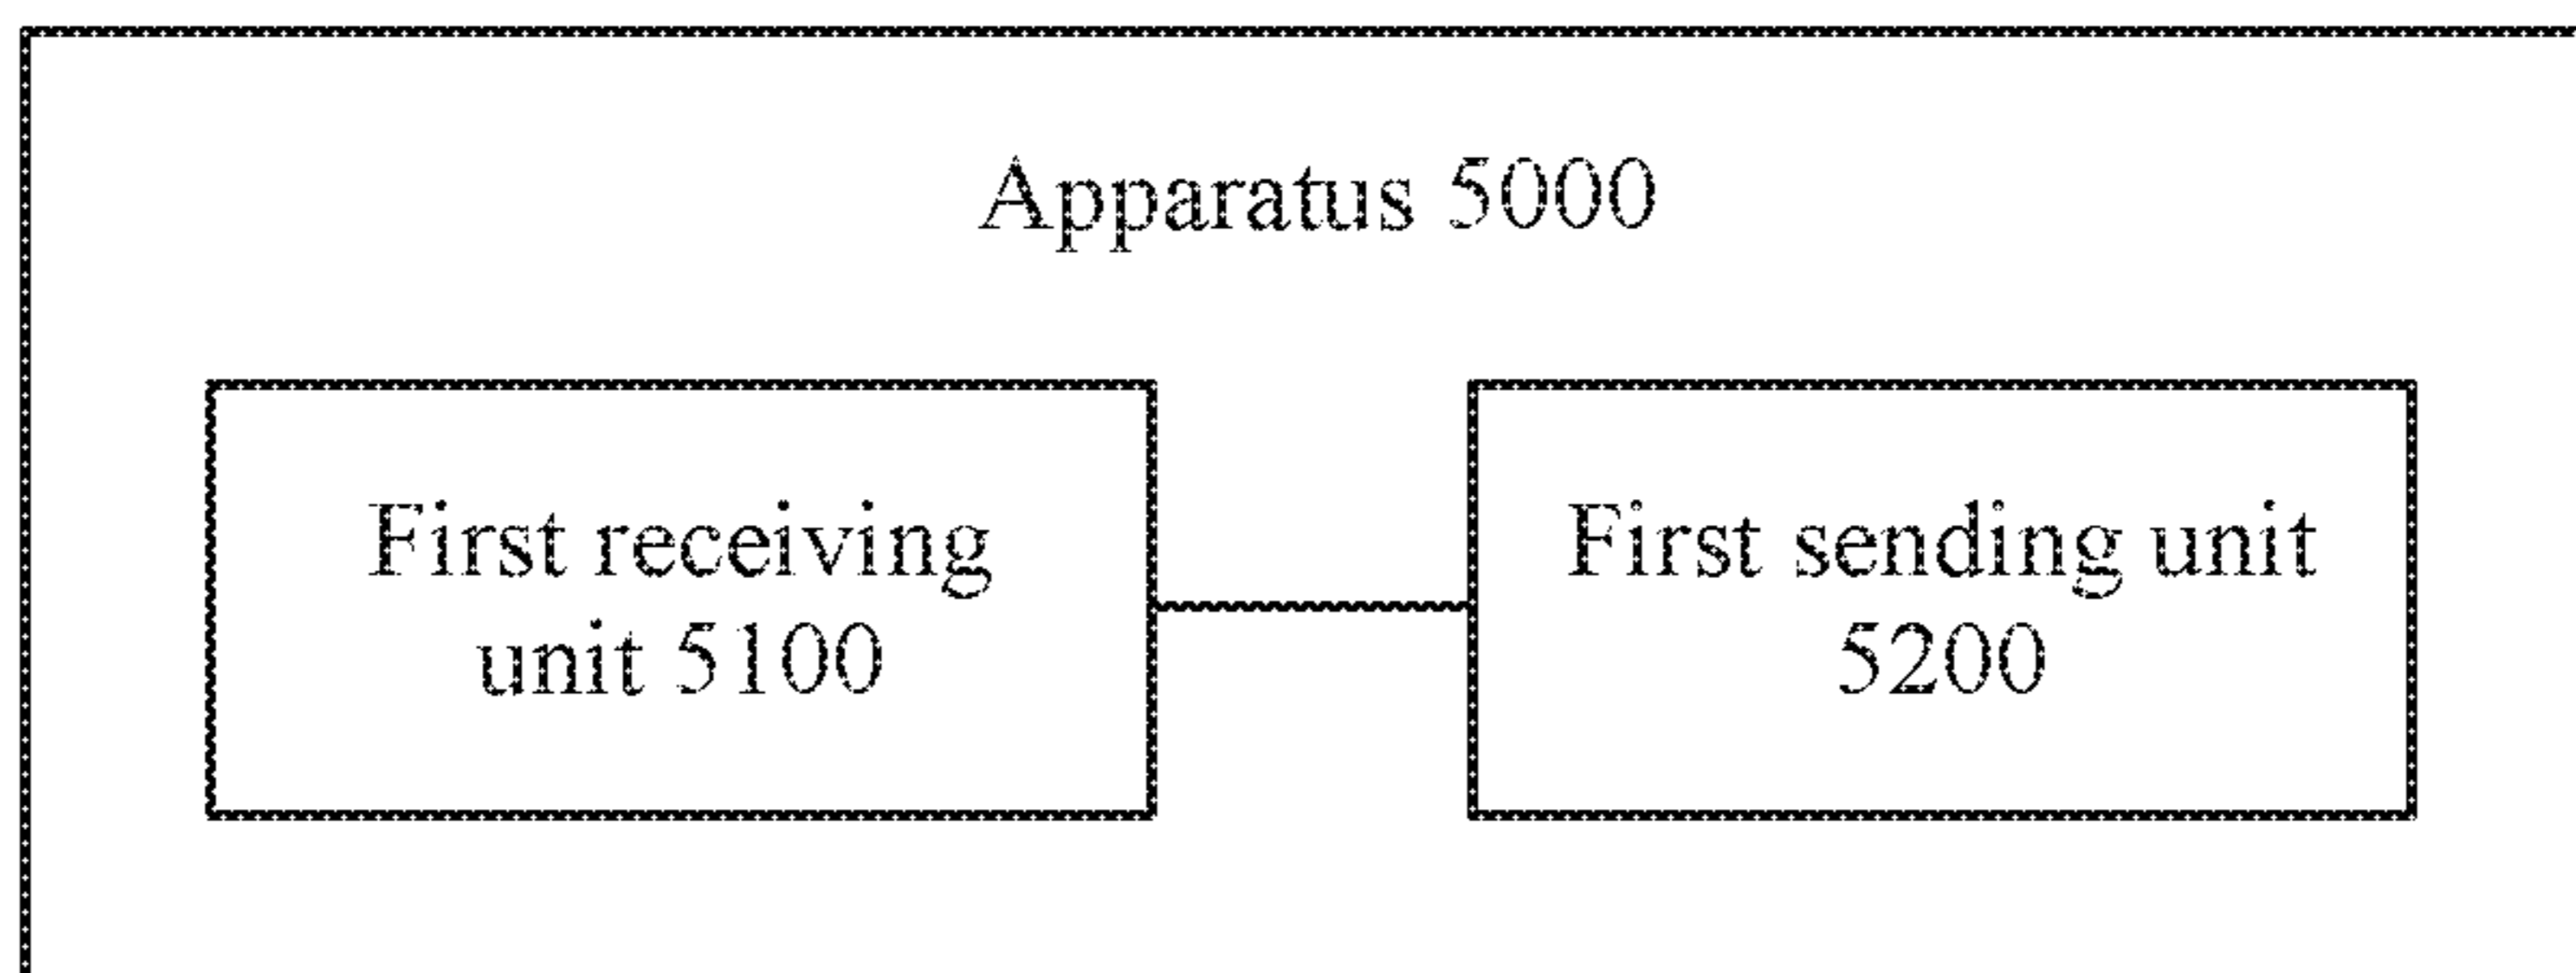 Apparatus 5000
First receiving
unit 5100
First sending unit
5200